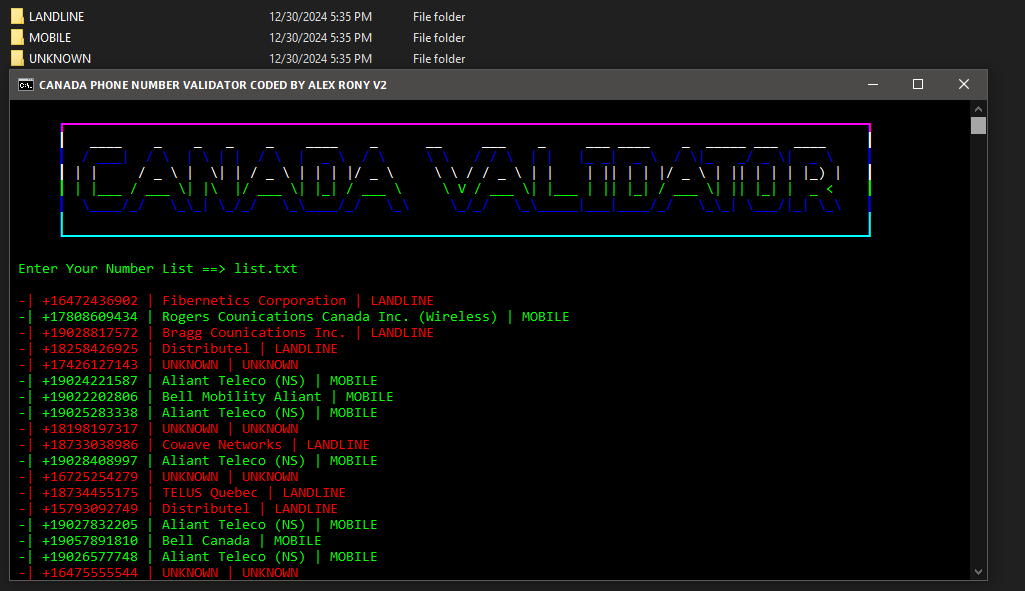 LANDLINE 12/30/2024 5:35 PM File folder
MOBILE 12/30/2024 5:35 PM File folder
UNKNOWN 12/30/2024 5:35 PM File folder
CANADA PHONE NUMBER VALIDATOR CODED BY ALEX RONY V2
CANADA VALIDATOR
Enter Your Number List ==> list.txt
-| +16472436902 | Fibernetics Corporation | LANDLINE
-| +17808609434 | Rogers Counications Canada Inc. (Wireless) | MOBILE
-| +19028817572 | Bragg Counications Inc. | LANDLINE
-| +18258426925 | Distributel | LANDLINE
-| +17426127143 | UNKNOWN | UNKNOWN
-| +19024221587 | Aliant Teleco (NS) | MOBILE
-| +19022202806 | Bell Mobility Aliant | MOBILE
-| +19025283338 | Aliant Teleco (NS) | MOBILE
-| +18198197317 | UNKNOWN | UNKNOWN
-| +18733038986 | Cowave Networks | LANDLINE
-| +19028408997 | Aliant Teleco (NS) | MOBILE
-| +16725254279 | UNKNOWN | UNKNOWN
-| +18734455175 | TELUS Quebec | LANDLINE
-| +15793092749 | Distributel | LANDLINE
-| +19027832205 | Aliant Teleco (NS) | MOBILE
-| +19057891810 | Bell Canada | MOBILE
-| +19026577748 | Aliant Teleco (NS) | MOBILE
-| +16475555544 | UNKNOWN | UNKNOWN